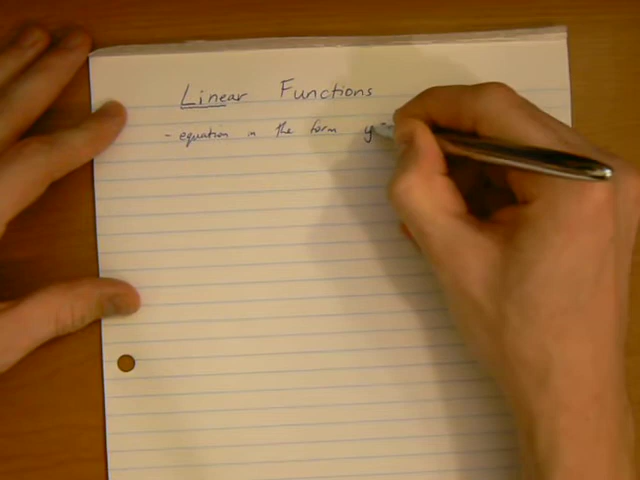 Linear Functions
- equation in the form y